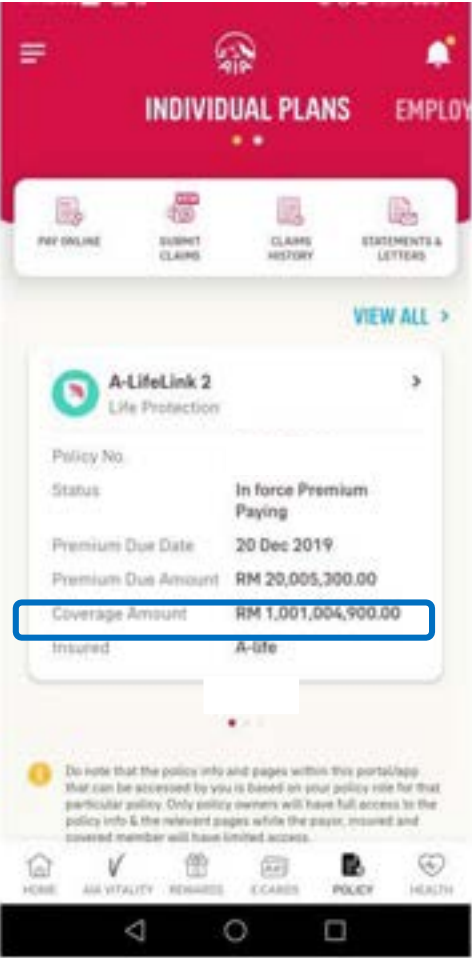 AIA
INDIVIDUAL PLANS EMPLOY
PAY ONLINE
SUBMIT
CLAIMS
CLAIMS
HISTORY
STATEMENTS &
LETTERS
VIEW ALL >
A-LifeLink 2 >
Life Protection
Policy No.
Status In force Premium
Paying
Premium Due Date 20 Dec 2019
Premium Due Amount RM 20,005,300.00
Coverage Amount RM 1,001,004,900.00
Insured A-life
Do note that the policy info and pages within this portal/app
that can be accessed by you is based on your policy role for that
particular policy. Only policy owners will have full access to the
policy info & the relevant pages while the payor, insured and
covered member will have limited access.
HOME AIA VITALITY REWARDS E-CARDS POLICY HEALTH